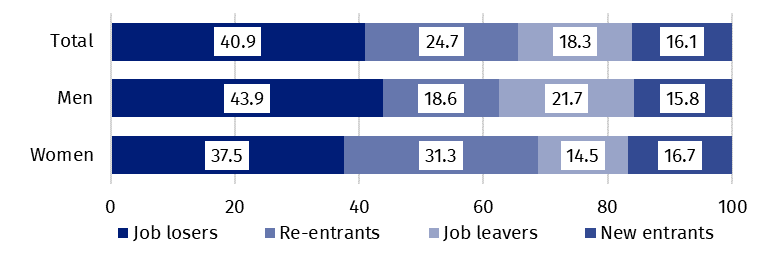 Total 40.9 24.7 18.3 16.1
Men 43.9 18.6 21.7 15.8
Women 37.5 31.3 14.5 16.7
0 20 40 60 80 100
Job losers Re-entrants Job leavers New entrants